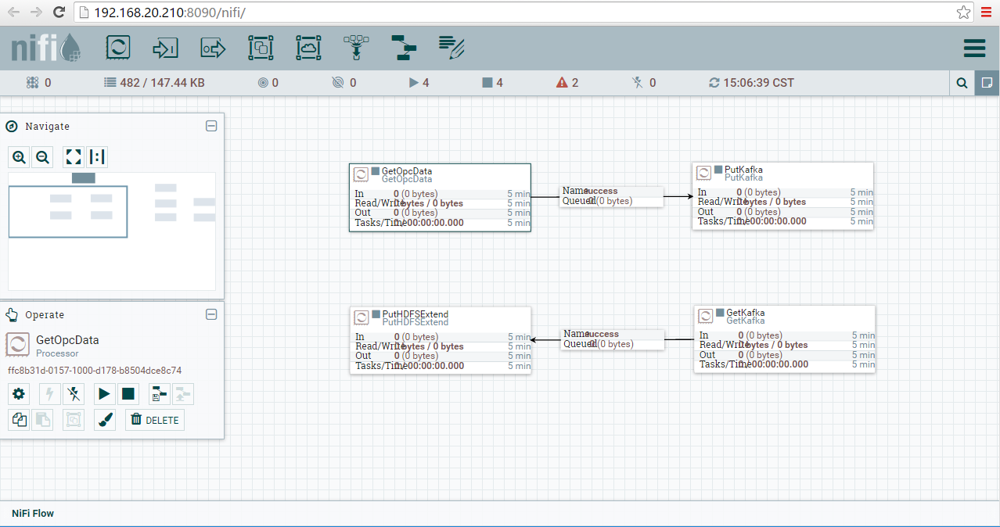 192.168.20.210:8090/nifi/
nifi
0 482 / 147.44 KB 0 0 4 4 2 0 15:06:39 CST
Navigate
Operate
GetOpcData
Processor
ffc8b31d-0157-1000-d178-b8504dce8c74
DELETE
GetOpcData
GetOpcData
In 0 (0 bytes) 5 min
Read/Write 0 bytes / 0 bytes 5 min
Out 0 (0 bytes) 5 min
Tasks/Time 0 / 00:00:00.000 5 min
Name success
Queued 0 (0 bytes)
PutKafka
PutKafka
In 0 (0 bytes) 5 min
Read/Write 0 bytes / 0 bytes 5 min
Out 0 (0 bytes) 5 min
Tasks/Time 0 / 00:00:00.000 5 min
PutHDFSExtend
PutHDFSExtend
In 0 (0 bytes) 5 min
Read/Write 0 bytes / 0 bytes 5 min
Out 0 (0 bytes) 5 min
Tasks/Time 0 / 00:00:00.000 5 min
Name success
Queued 0 (0 bytes)
GetKafka
GetKafka
In 0 (0 bytes) 5 min
Read/Write 0 bytes / 0 bytes 5 min
Out 0 (0 bytes) 5 min
Tasks/Time 0 / 00:00:00.000 5 min
NiFi Flow